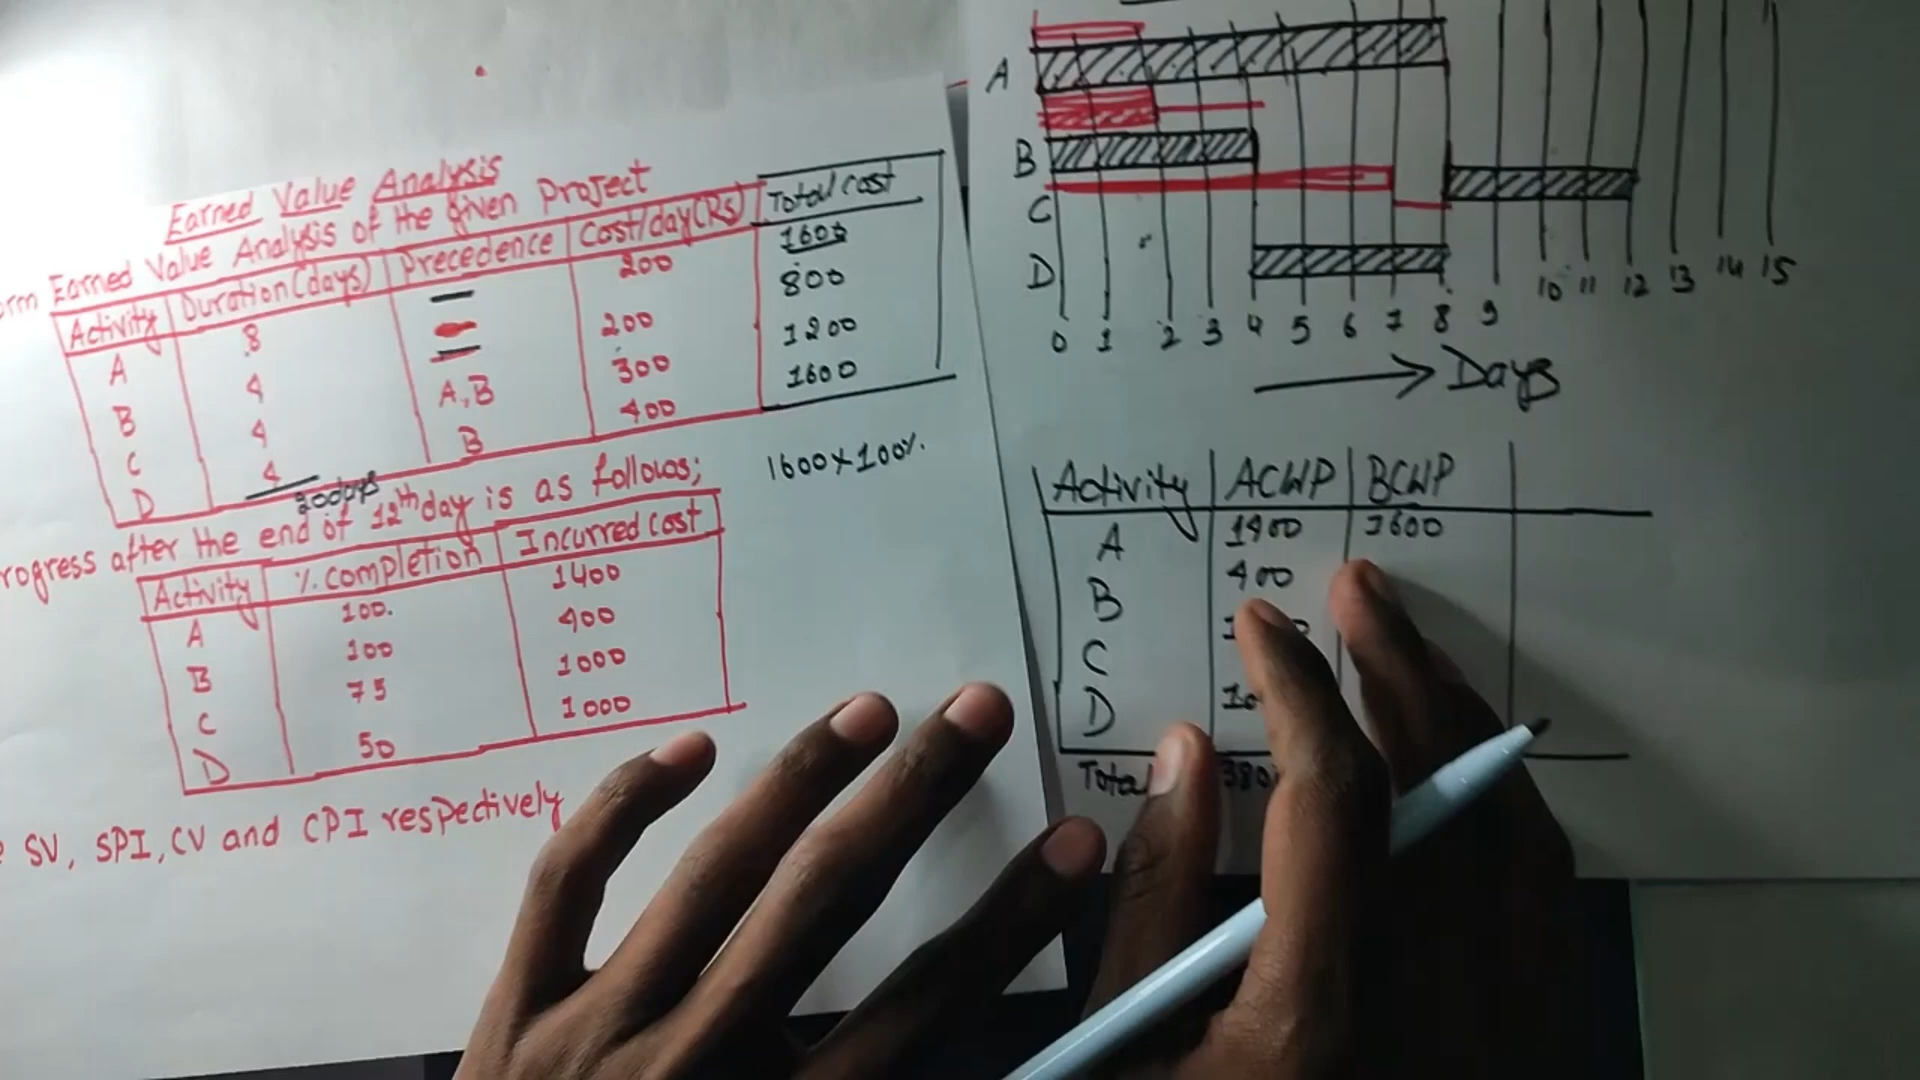 Earned Value Analysis
Earned Value Analysis of the given Project
Activity Duration(days) Precedence Cost/day(Rs) Total cost
A 8 — 200 1600
B 4 — 200 800
C 4 A,B 300 1200
D 4 B 400 1600
20days
1600×100%.
rogress after the end of 12th day is as follows;
Activity %.completion Incurred cost
A 100. 1400
B 100 400
C 75 1000
D 50 1000
SV, SPI, CV and CPI respectively
A
B
C
D
0 1 2 3 4 5 6 7 8 9 10 11 12 13 14 15
Days
Activity ACWP BCWP
A 1400 1600
B 400
C
D
Total